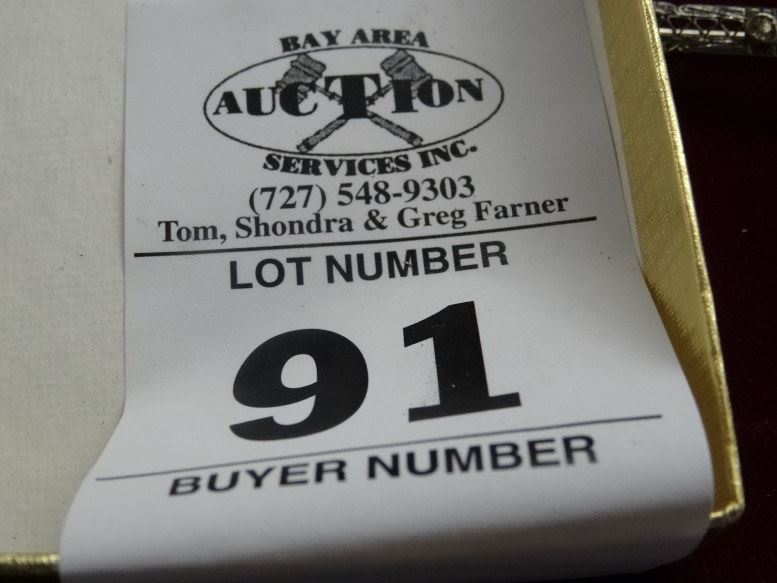 BAY AREA
AUCTION
SERVICES INC.
(727) 548-9303
Tom, Shondra & Greg Farner
LOT NUMBER
91
BUYER NUMBER